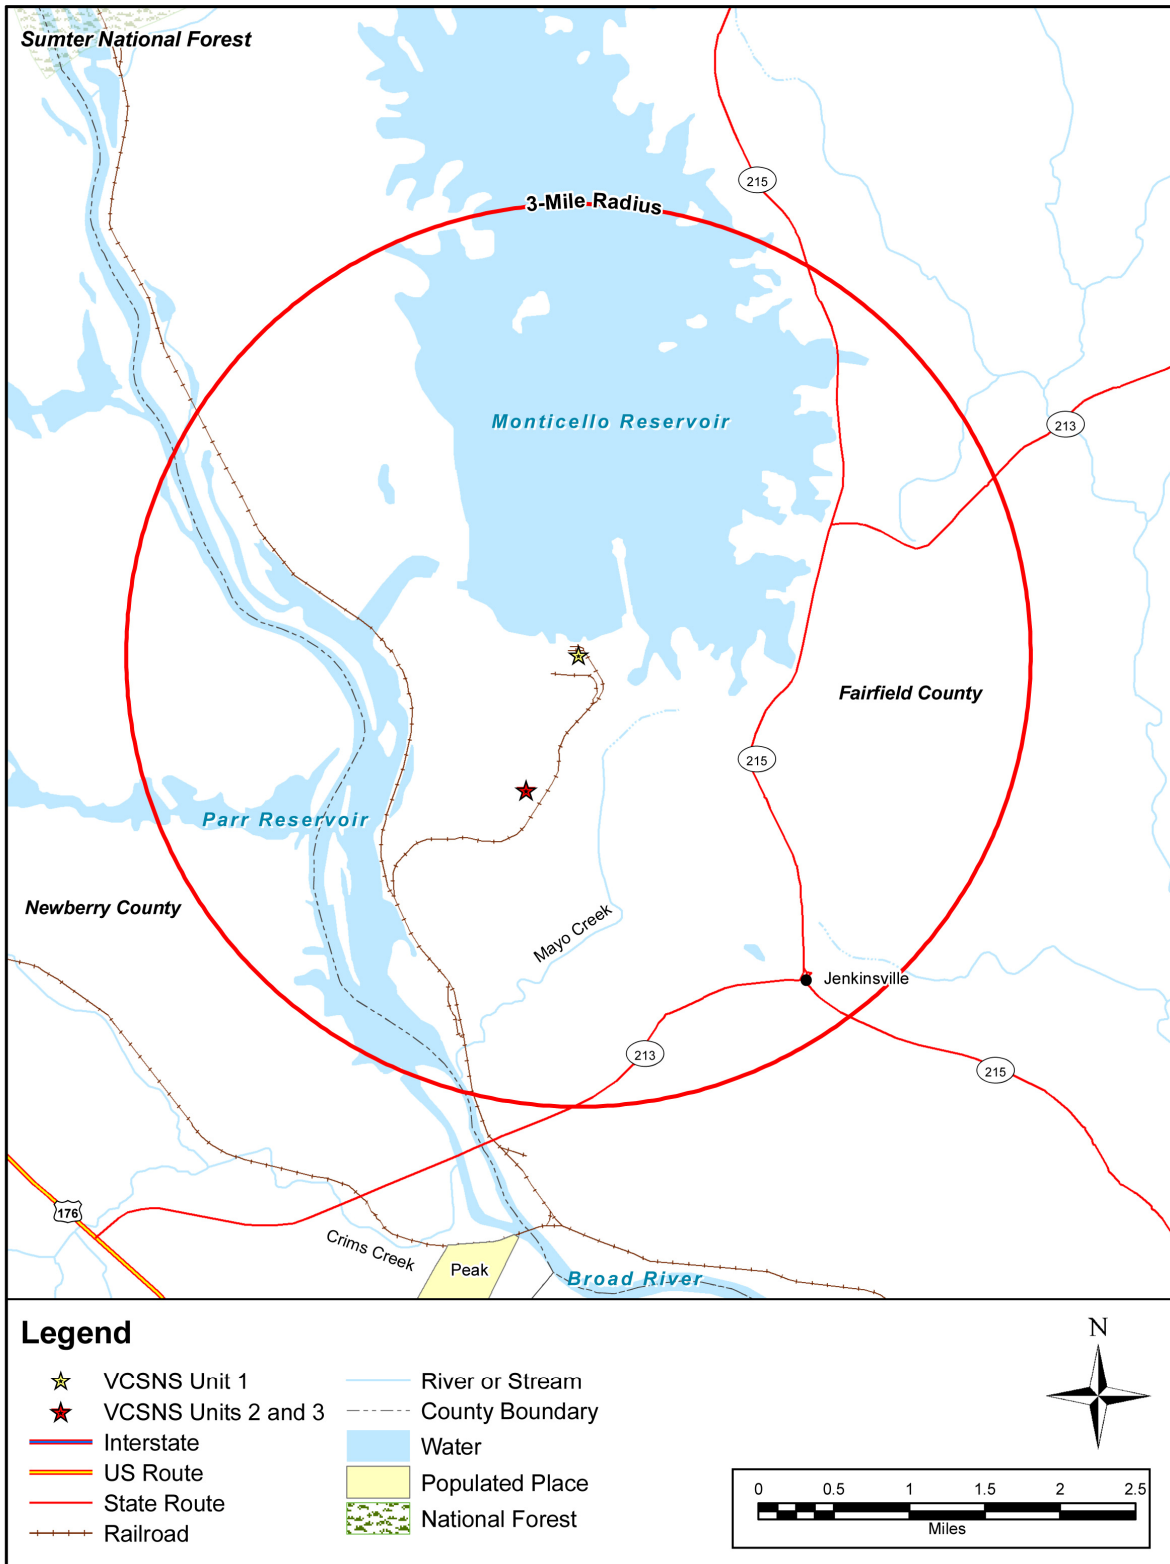 Sumter National Forest
215
3-Mile Radius
Monticello Reservoir
213
Fairfield County
215
Parr Reservoir
Newberry County
Mayo Creek
Jenkinsville
213
215
176
Crims Creek
Peak
Broad River
Legend
VCSNS Unit 1
VCSNS Units 2 and 3
Interstate
US Route
State Route
Railroad
River or Stream
County Boundary
Water
Populated Place
National Forest
N
0 0.5 1 1.5 2 2.5
Miles